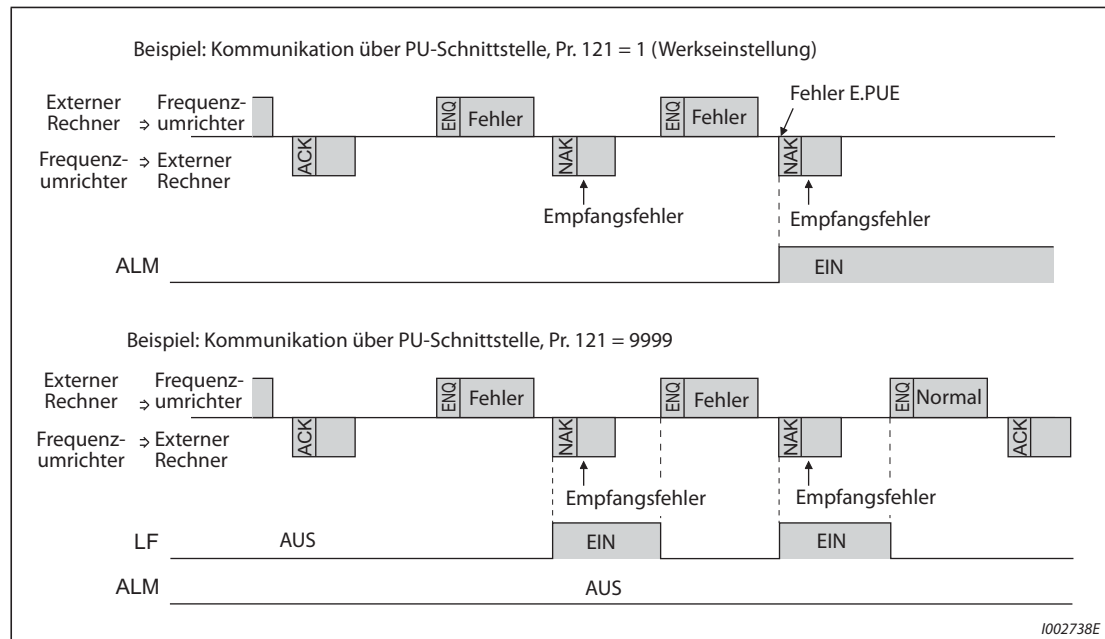 Beispiel: Kommunikation über PU-Schnittstelle, Pr. 121 = 1 (Werkseinstellung)
Externer Rechner ⇒ Frequenz-umrichter
Frequenz-umrichter ⇒ Externer Rechner
ACK
ENQ Fehler
NAK
Empfangsfehler
ENQ Fehler
Fehler E.PUE
NAK
Empfangsfehler
ALM
EIN
Beispiel: Kommunikation über PU-Schnittstelle, Pr. 121 = 9999
Externer Rechner ⇒ Frequenz-umrichter
Frequenz-umrichter ⇒ Externer Rechner
ACK
ENQ Fehler
NAK
Empfangsfehler
ENQ Fehler
NAK
Empfangsfehler
ENQ Normal
ACK
LF
AUS
EIN
EIN
ALM
AUS
I002738E